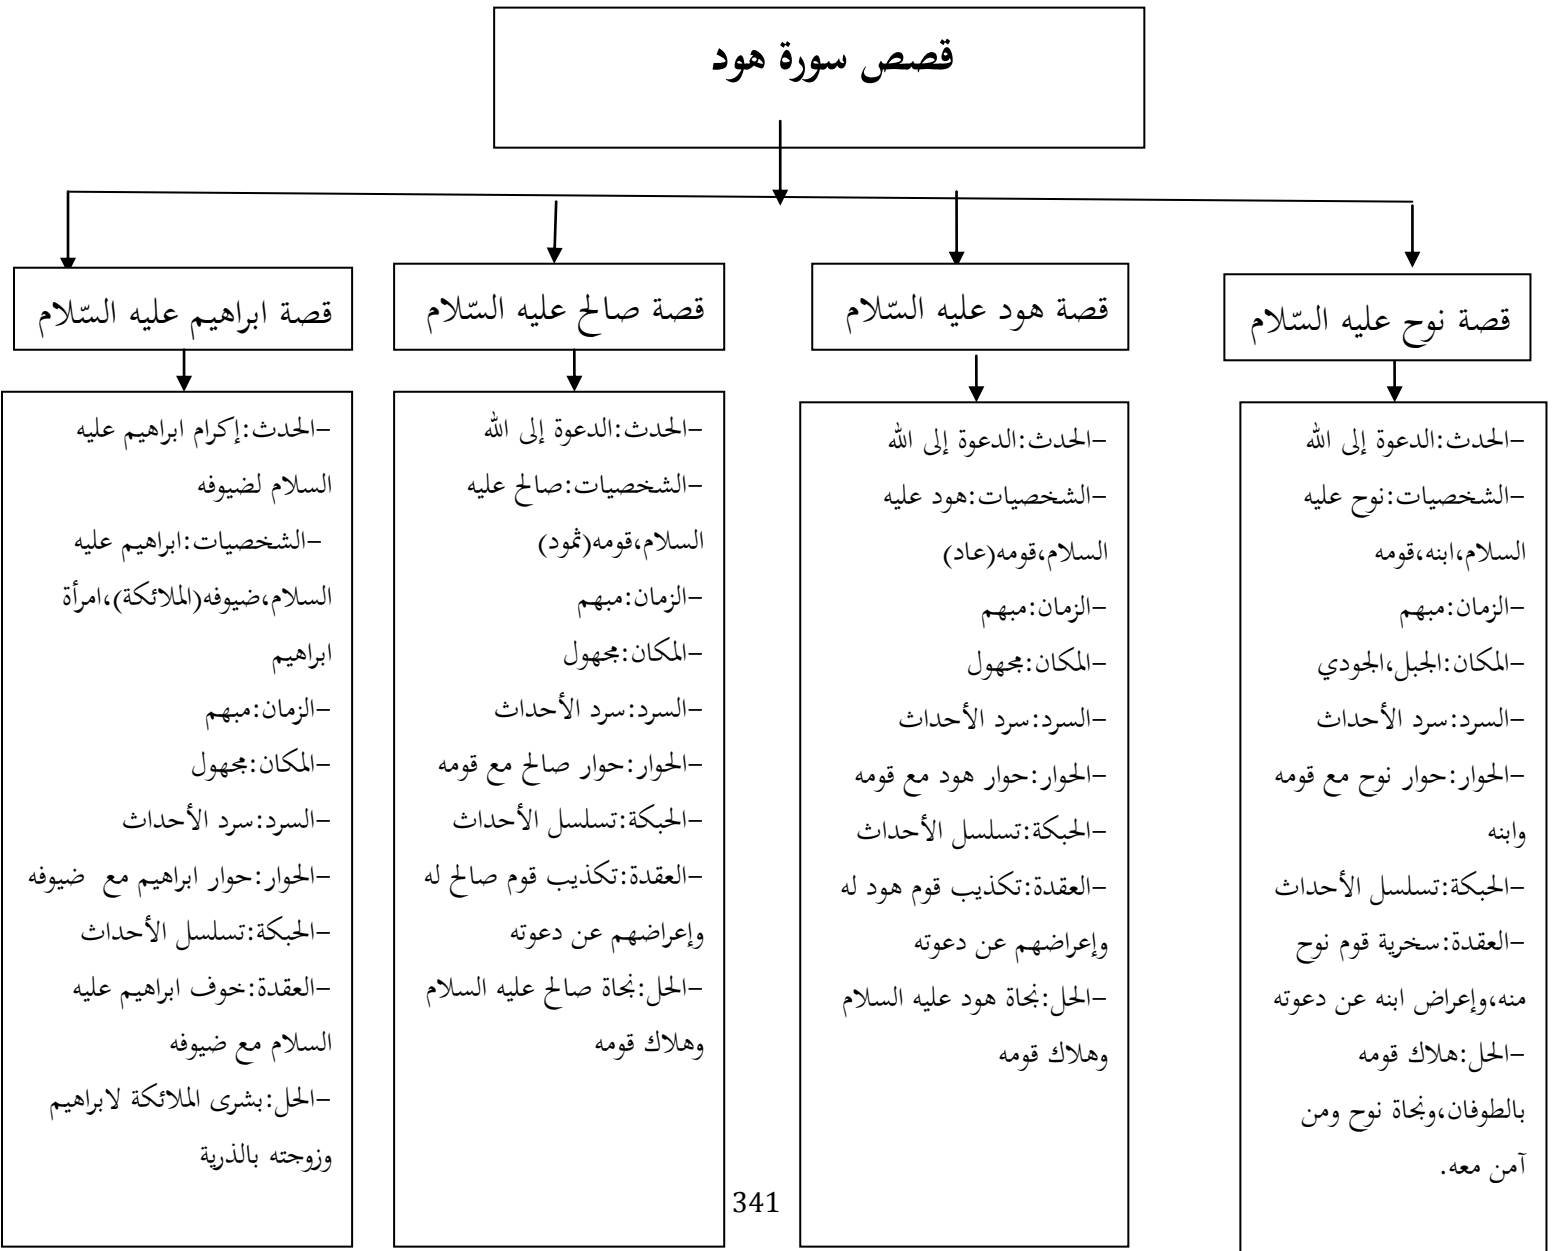 قصص سورة هود
قصة نوح عليه السّلام
-الحدث:الدعوة إلى الله
-الشخصيات:نوح عليه
السلام،ابنه،قومه
-الزمان:مبهم
-المكان:الجبل،الجودي
-السرد:سرد الأحداث
-الحوار:حوار نوح مع قومه
وابنه
-الحبكة:تسلسل الأحداث
-العقدة:سخرية قوم نوح
منه،وإعراض ابنه عن دعوته
-الحل:هلاك قومه
بالطوفان،ونجاة نوح ومن
آمن معه.
قصة هود عليه السّلام
-الحدث:الدعوة إلى الله
-الشخصيات:هود عليه
السلام،قومه(عاد)
-الزمان:مبهم
-المكان:مجهول
-السرد:سرد الأحداث
-الحوار:حوار هود مع قومه
-الحبكة:تسلسل الأحداث
-العقدة:تكذيب قوم هود له
وإعراضهم عن دعوته
-الحل:نجاة هود عليه السلام
وهلاك قومه
قصة صالح عليه السّلام
-الحدث:الدعوة إلى الله
-الشخصيات:صالح عليه
السلام،قومه(ثمود)
-الزمان:مبهم
-المكان:مجهول
-السرد:سرد الأحداث
-الحوار:حوار صالح مع قومه
-الحبكة:تسلسل الأحداث
-العقدة:تكذيب قوم صالح له
وإعراضهم عن دعوته
-الحل:نجاة صالح عليه السلام
وهلاك قومه
قصة ابراهيم عليه السّلام
-الحدث:إكرام ابراهيم عليه
السلام لضيوفه
-الشخصيات:ابراهيم عليه
السلام،ضيوفه(الملائكة)،امرأة
ابراهيم
-الزمان:مبهم
-المكان:مجهول
-السرد:سرد الأحداث
-الحوار:حوار ابراهيم مع ضيوفه
-الحبكة:تسلسل الأحداث
-العقدة:خوف ابراهيم عليه
السلام مع ضيوفه
-الحل:بشرى الملائكة لابراهيم
وزوجته بالذرية
341